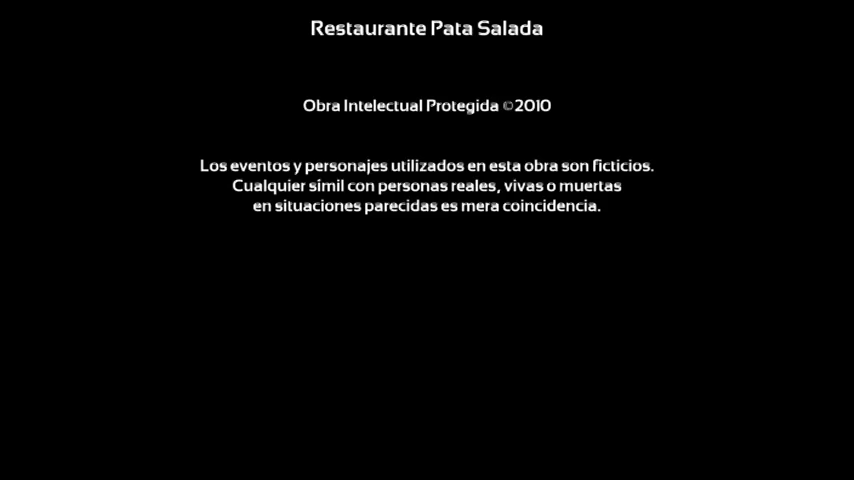 Restaurante Pata Salada
Obra Intelectual Protegida ©2010
Los eventos y personajes utilizados en esta obra son ficticios.
Cualquier símil con personas reales, vivas o muertas
en situaciones parecidas es mera coincidencia.